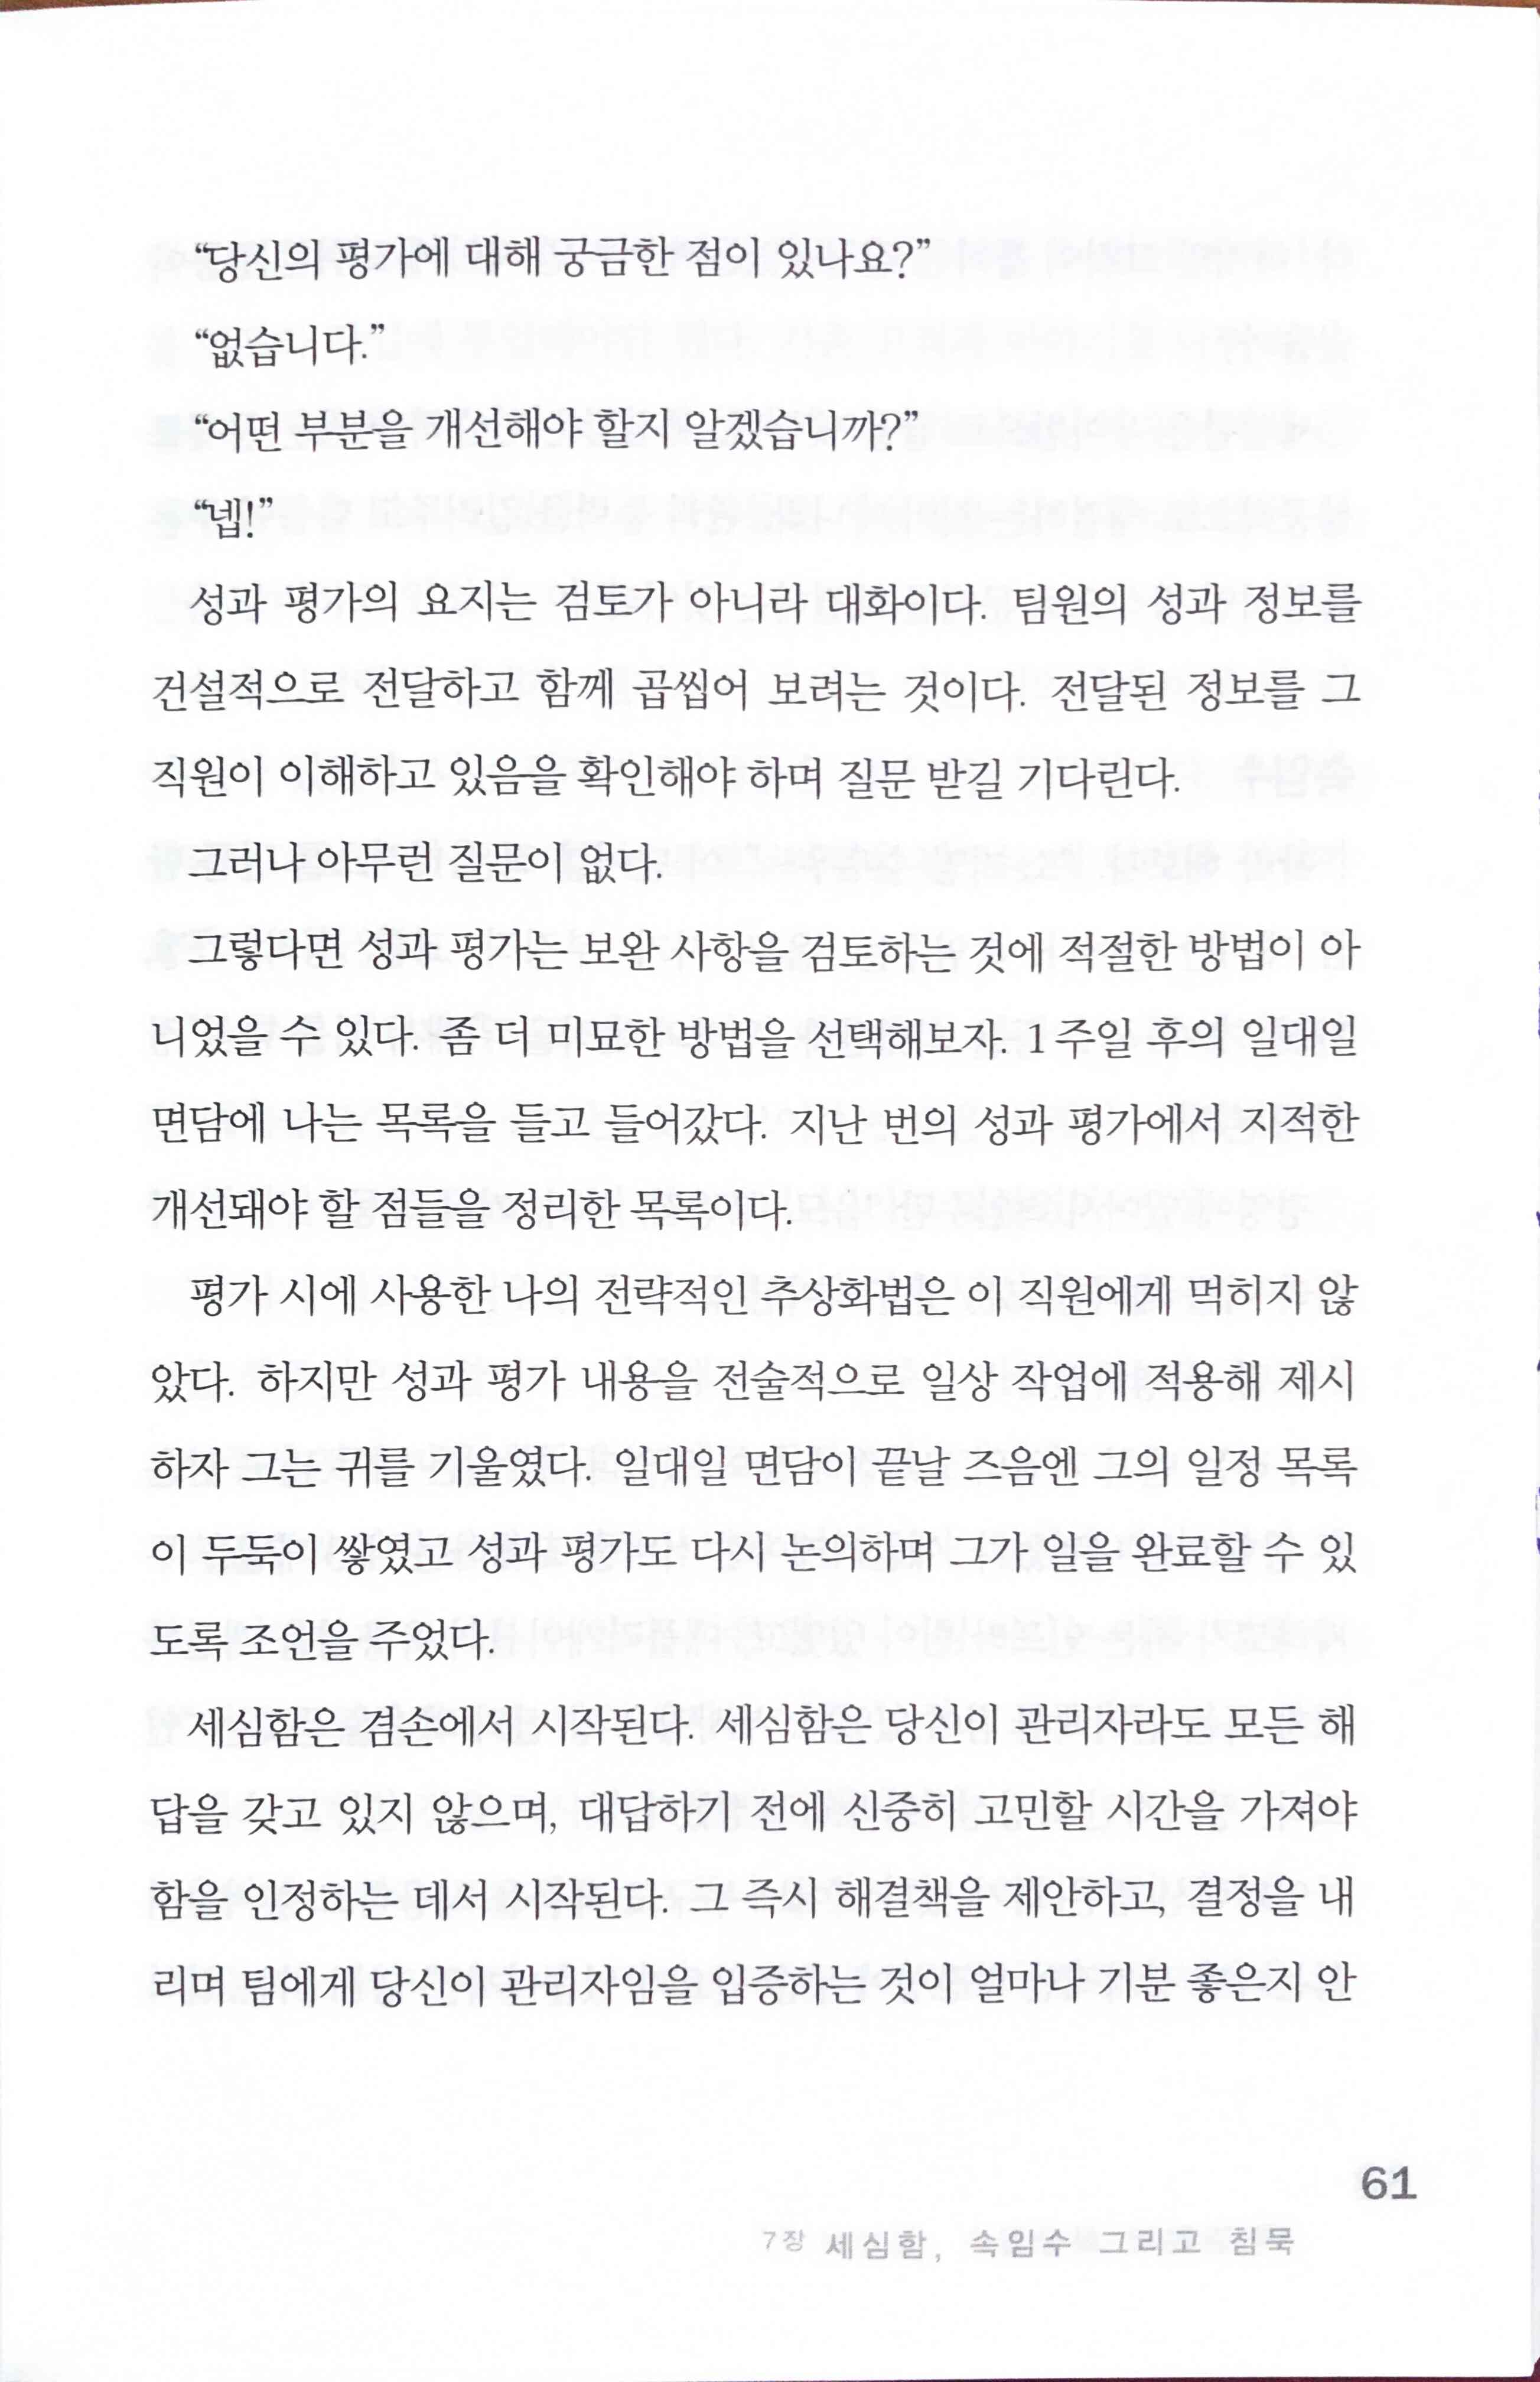 “당신의 평가에 대해 궁금한 점이 있나요?”
“없습니다.”
“어떤 부분을 개선해야 할지 알겠습니까?”
“넵!”
성과 평가의 요지는 검토가 아니라 대화이다. 팀원의 성과 정보를
건설적으로 전달하고 함께 곱씹어 보려는 것이다. 전달된 정보를 그
직원이 이해하고 있음을 확인해야 하며 질문 받길 기다린다.
그러나 아무런 질문이 없다.
그렇다면 성과 평가는 보완 사항을 검토하는 것에 적절한 방법이 아
니었을 수 있다. 좀 더 미묘한 방법을 선택해보자. 1주일 후의 일대일
면담에 나는 목록을 들고 들어갔다. 지난 번의 성과 평가에서 지적한
개선돼야 할 점들을 정리한 목록이다.
평가 시에 사용한 나의 전략적인 추상화법은 이 직원에게 먹히지 않
았다. 하지만 성과 평가 내용을 전술적으로 일상 작업에 적용해 제시
하자 그는 귀를 기울였다. 일대일 면담이 끝날 즈음엔 그의 일정 목록
이 두둑이 쌓였고 성과 평가도 다시 논의하며 그가 일을 완료할 수 있
도록 조언을 주었다.
세심함은 겸손에서 시작된다. 세심함은 당신이 관리자라도 모든 해
답을 갖고 있지 않으며, 대답하기 전에 신중히 고민할 시간을 가져야
함을 인정하는 데서 시작된다. 그 즉시 해결책을 제안하고, 결정을 내
리며 팀에게 당신이 관리자임을 입증하는 것이 얼마나 기분 좋은지 안
61
7장 세심함, 속임수 그리고 침묵